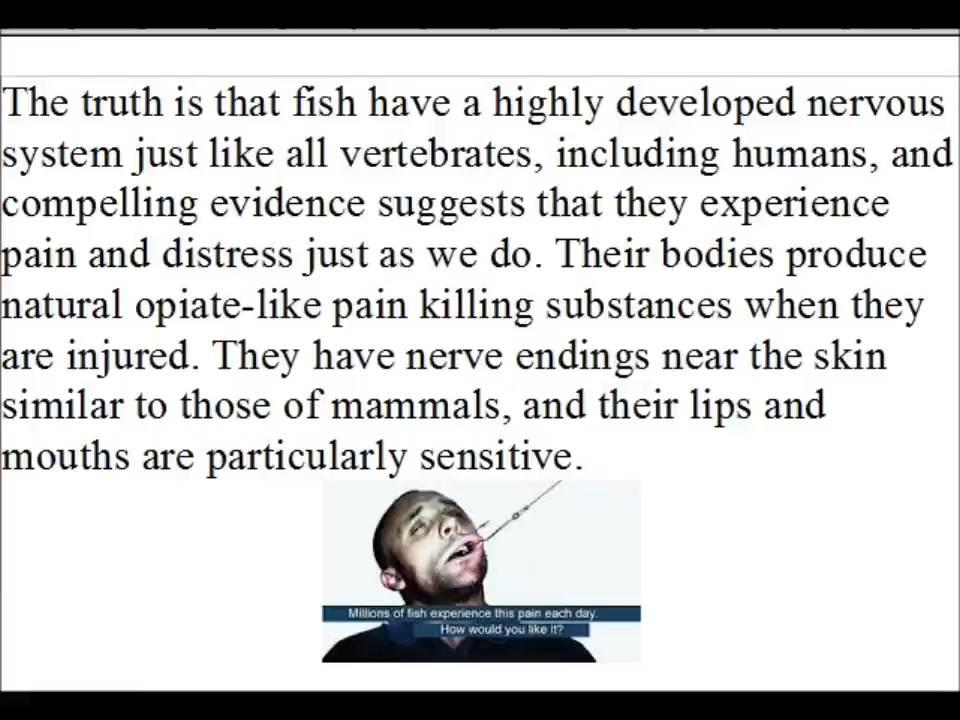 The truth is that fish have a highly developed nervous
system just like all vertebrates, including humans, and
compelling evidence suggests that they experience
pain and distress just as we do. Their bodies produce
natural opiate-like pain killing substances when they
are injured. They have nerve endings near the skin
similar to those of mammals, and their lips and
mouths are particularly sensitive.
Millions of fish experience this pain each day.
How would you like it?